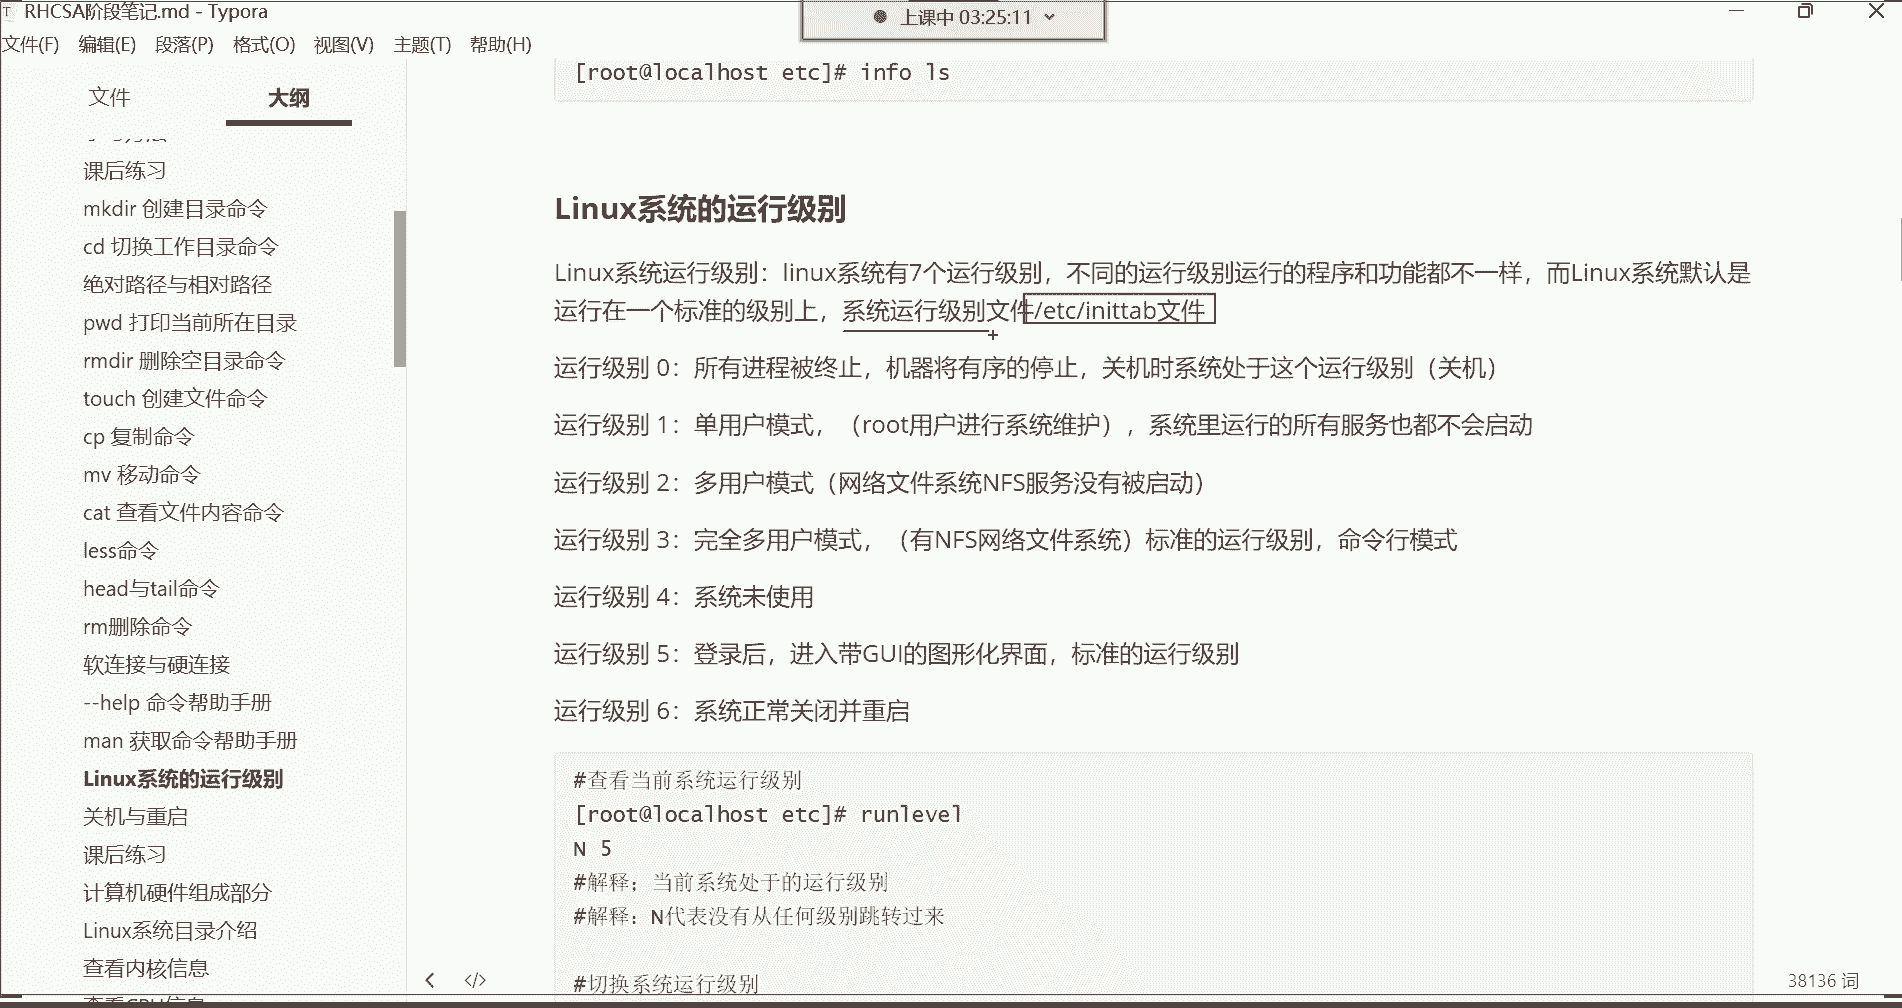 RHCSA阶段笔记.md - Typora
上课中 03:25:11
文件(F) 编辑(E) 段落(P) 格式(O) 视图(V) 主题(T) 帮助(H)
文件 大纲
课后练习
mkdir 创建目录命令
cd 切换工作目录命令
绝对路径与相对路径
pwd 打印当前所在目录
rmdir 删除空目录命令
touch 创建文件命令
cp 复制命令
mv 移动命令
cat 查看文件内容命令
less命令
head与tail命令
rm删除命令
软连接与硬连接
--help 命令帮助手册
man 获取命令帮助手册
Linux系统的运行级别
关机与重启
课后练习
计算机硬件组成部分
Linux系统目录介绍
查看内核信息
查看CPU信息
[root@localhost etc]# info ls
Linux系统的运行级别
Linux系统运行级别：linux系统有7个运行级别，不同的运行级别运行的程序和功能都不一样，而Linux系统默认是
运行在一个标准的级别上，系统运行级别文件/etc/inittab文件
运行级别 0：所有进程被终止，机器将有序的停止，关机时系统处于这个运行级别（关机）
运行级别 1：单用户模式，（root用户进行系统维护），系统里运行的所有服务也都不会启动
运行级别 2：多用户模式（网络文件系统NFS服务没有被启动）
运行级别 3：完全多用户模式，（有NFS网络文件系统）标准的运行级别，命令行模式
运行级别 4：系统未使用
运行级别 5：登录后，进入带GUI的图形化界面，标准的运行级别
运行级别 6：系统正常关闭并重启
#查看当前系统运行级别
[root@localhost etc]# runlevel
N 5
#解释；当前系统处于的运行级别
#解释：N代表没有从任何级别跳转过来
#切换系统运行级别
38136 词